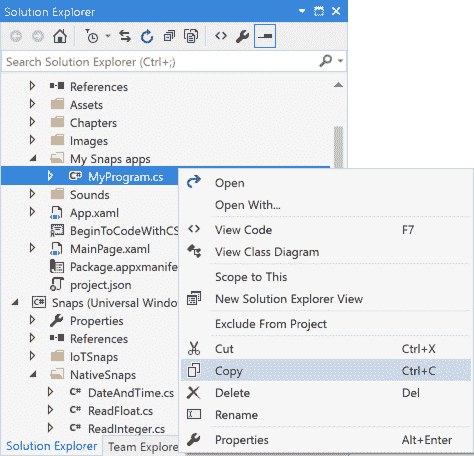 Solution Explorer
Search Solution Explorer (Ctrl+;)
References
Assets
Chapters
Images
My Snaps apps
C# MyProgram.cs
Sounds
App.xaml
BeginToCodeWithCS
MainPage.xaml
Package.appxmanife
project.json
C# Snaps (Universal Window
Properties
References
IoTSnaps
NativeSnaps
C# DateAndTime.cs
C# ReadFloat.cs
C# ReadInteger.cs
Solution Explorer Team Explore
Open
Open With...
View Code F7
View Class Diagram
Scope to This
New Solution Explorer View
Exclude From Project
Cut Ctrl+X
Copy Ctrl+C
Delete Del
Rename
Properties Alt+Enter